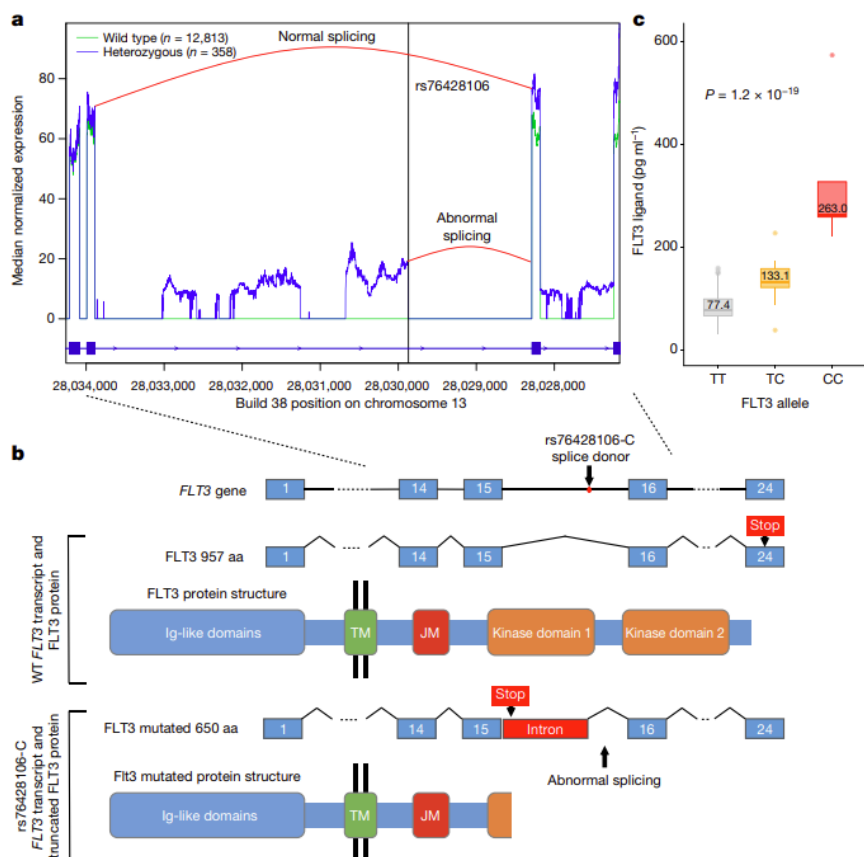 a
Wild type (n = 12,813)
Heterozygous (n = 358)
Normal splicing
rs76428106
Abnormal
splicing
Median normalized expression
80
60
40
20
0
28,034,000 28,033,000 28,032,000 28,031,000 28,030,000 28,029,000 28,028,000
Build 38 position on chromosome 13
c
600
400
200
0
P = 1.2 × 10−19
FLT3 ligand (pg ml−1)
77.4
133.1
263.0
TT TC CC
FLT3 allele
b
rs76428106-C
splice donor
FLT3 gene
1 14 15 16 24
Stop
FLT3 957 aa
1 14 15 16 24
WT FLT3 transcript and
FLT3 protein
FLT3 protein structure
Ig-like domains TM JM Kinase domain 1 Kinase domain 2
Stop
FLT3 mutated 650 aa
1 14 15 Intron 16 24
Abnormal splicing
rs76428106-C
FLT3 transcript and
truncated FLT3 protein
Flt3 mutated protein structure
Ig-like domains TM JM